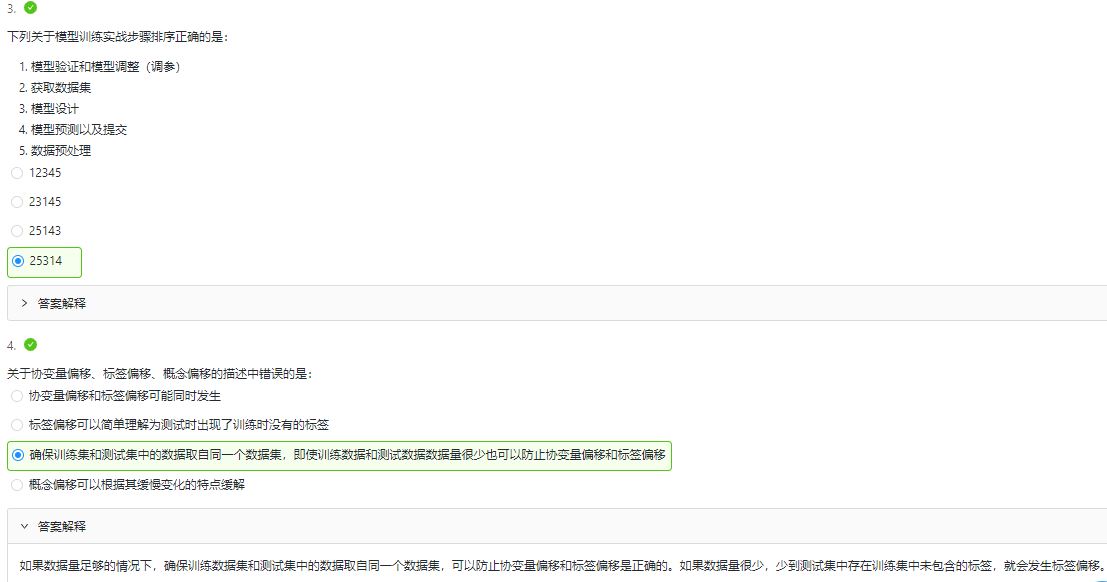 3.
下列关于模型训练实战步骤排序正确的是：
1. 模型验证和模型调整（调参）
2. 获取数据集
3. 模型设计
4. 模型预测以及提交
5. 数据预处理
12345
23145
25143
25314
答案解释
4.
关于协变量偏移、标签偏移、概念偏移的描述中错误的是：
协变量偏移和标签偏移可能同时发生
标签偏移可以简单理解为测试时出现了训练时没有的标签
确保训练集和测试集中的数据取自同一个数据集，即使训练数据和测试数据数据量很少也可以防止协变量偏移和标签偏移
概念偏移可以根据其缓慢变化的特点缓解
答案解释
如果数据量足够的情况下，确保训练数据集和测试集中的数据取自同一个数据集，可以防止协变量偏移和标签偏移是正确的。如果数据量很少，少到测试集中存在训练集中未包含的标签，就会发生标签偏移。